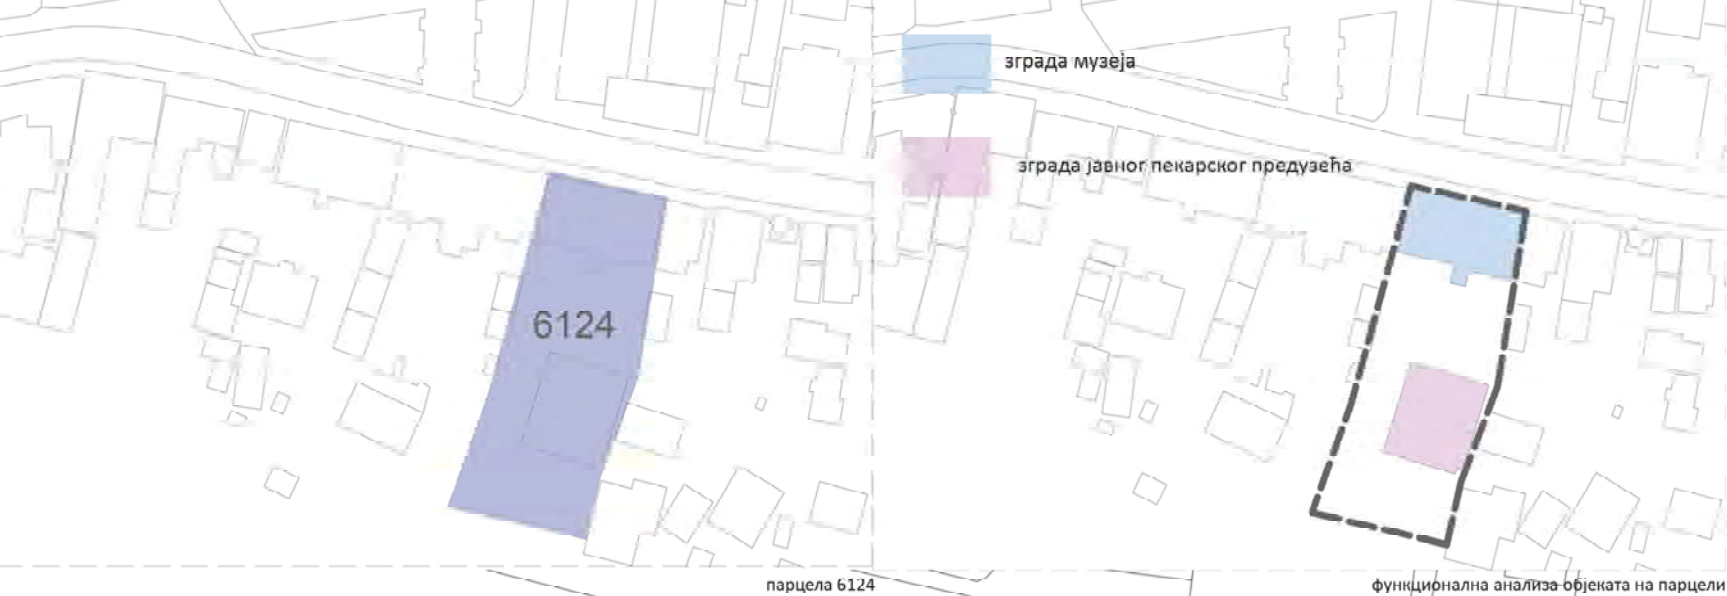 зграда музеја
зграда јавног пекарског предузећа
6124
парцела 6124
функционална анализа објеката на парцели